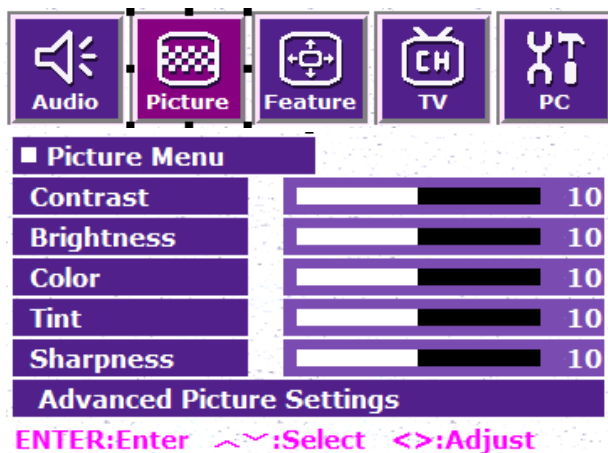 Audio Picture Feature CH TV PC
Picture Menu
Contrast 10
Brightness 10
Color 10
Tint 10
Sharpness 10
Advanced Picture Settings
ENTER:Enter ︿﹀:Select <>:Adjust